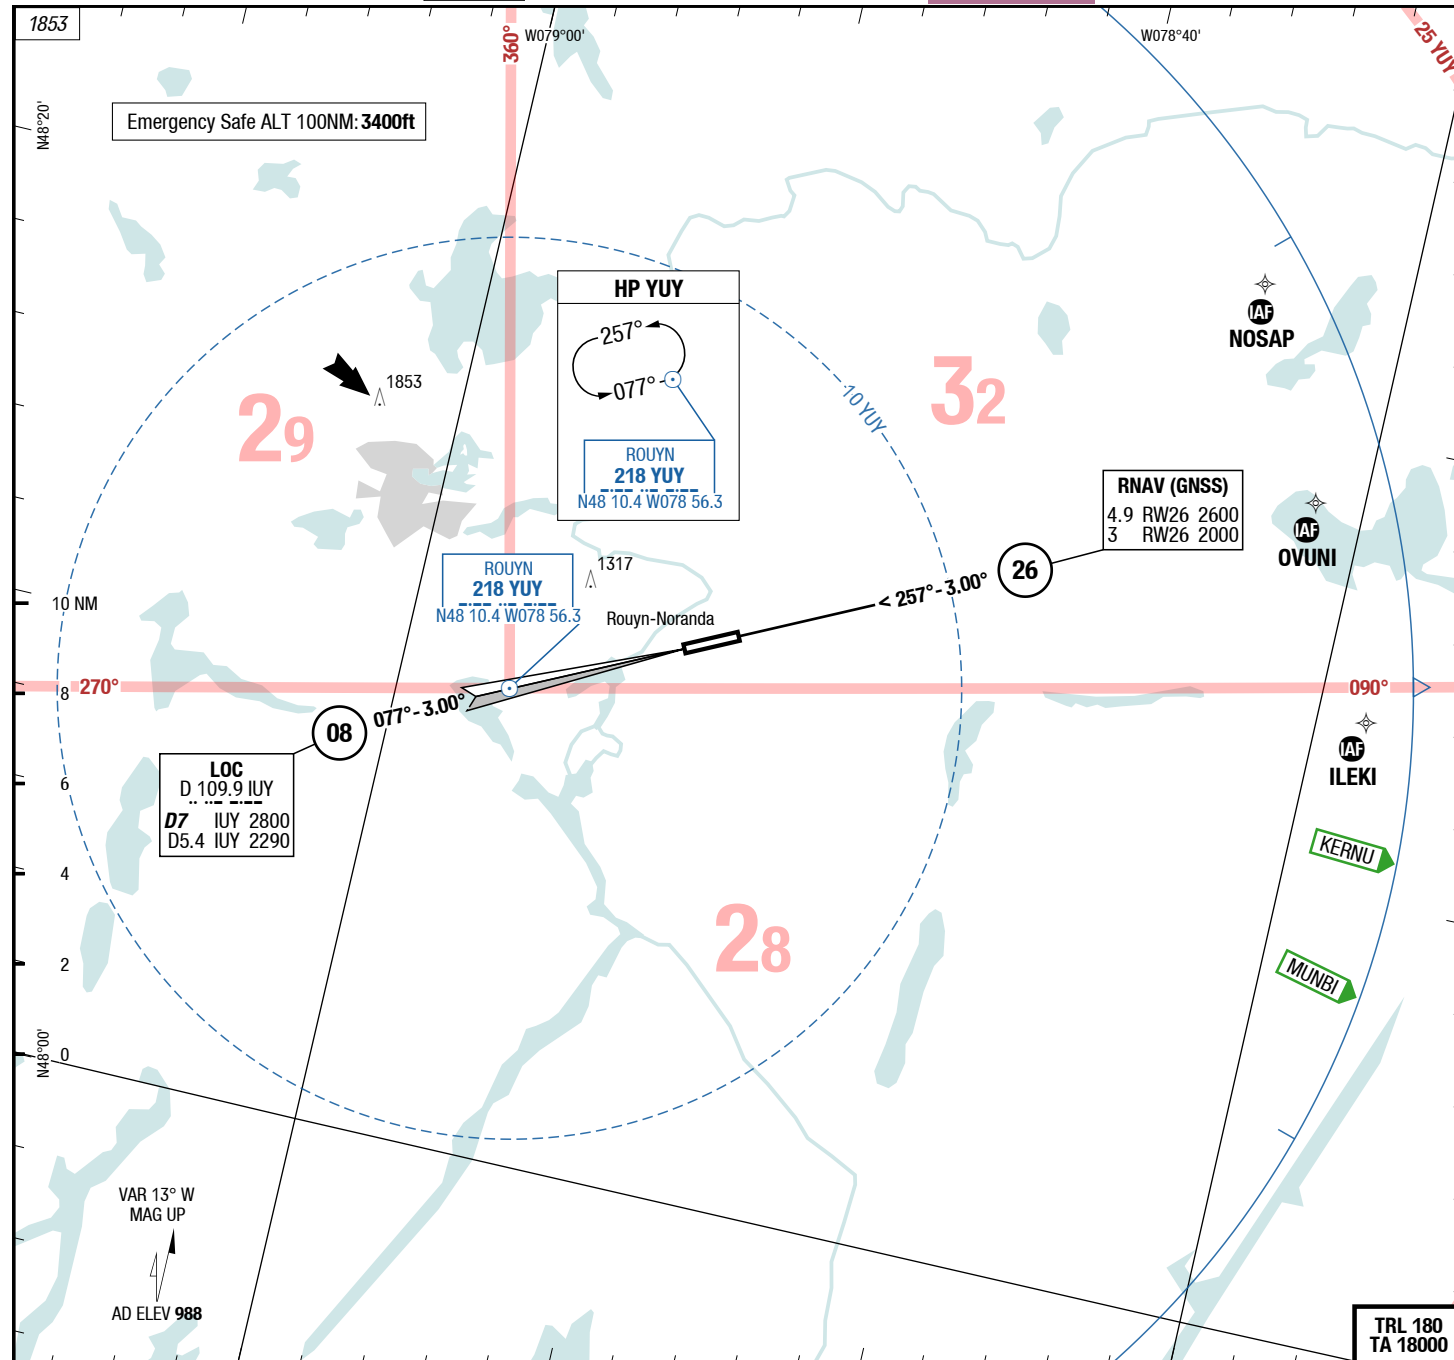 1853
360°
W079°00'
W078°40'
25 YUY
N48°20'
Emergency Safe ALT 100NM: 3400ft
HP YUY
257°
077°
ROUYN
218 YUY
N48 10.4 W078 56.3
NOSAP
IAF
1853
29
10 YUY
32
RNAV (GNSS)
4.9 RW26 2600
3 RW26 2000
IAF
OVUNI
ROUYN
218 YUY
N48 10.4 W078 56.3
1317
26
< 257° - 3.00°
Rouyn-Noranda
10 NM
8
270°
090°
077° - 3.00°
08
IAF
ILEKI
LOC
D 109.9 IUY
D7 IUY 2800
D5.4 IUY 2290
6
4
2
0
KERNU
28
MUNBI
N48°00'
VAR 13° W
MAG UP
AD ELEV 988
TRL 180
TA 18000